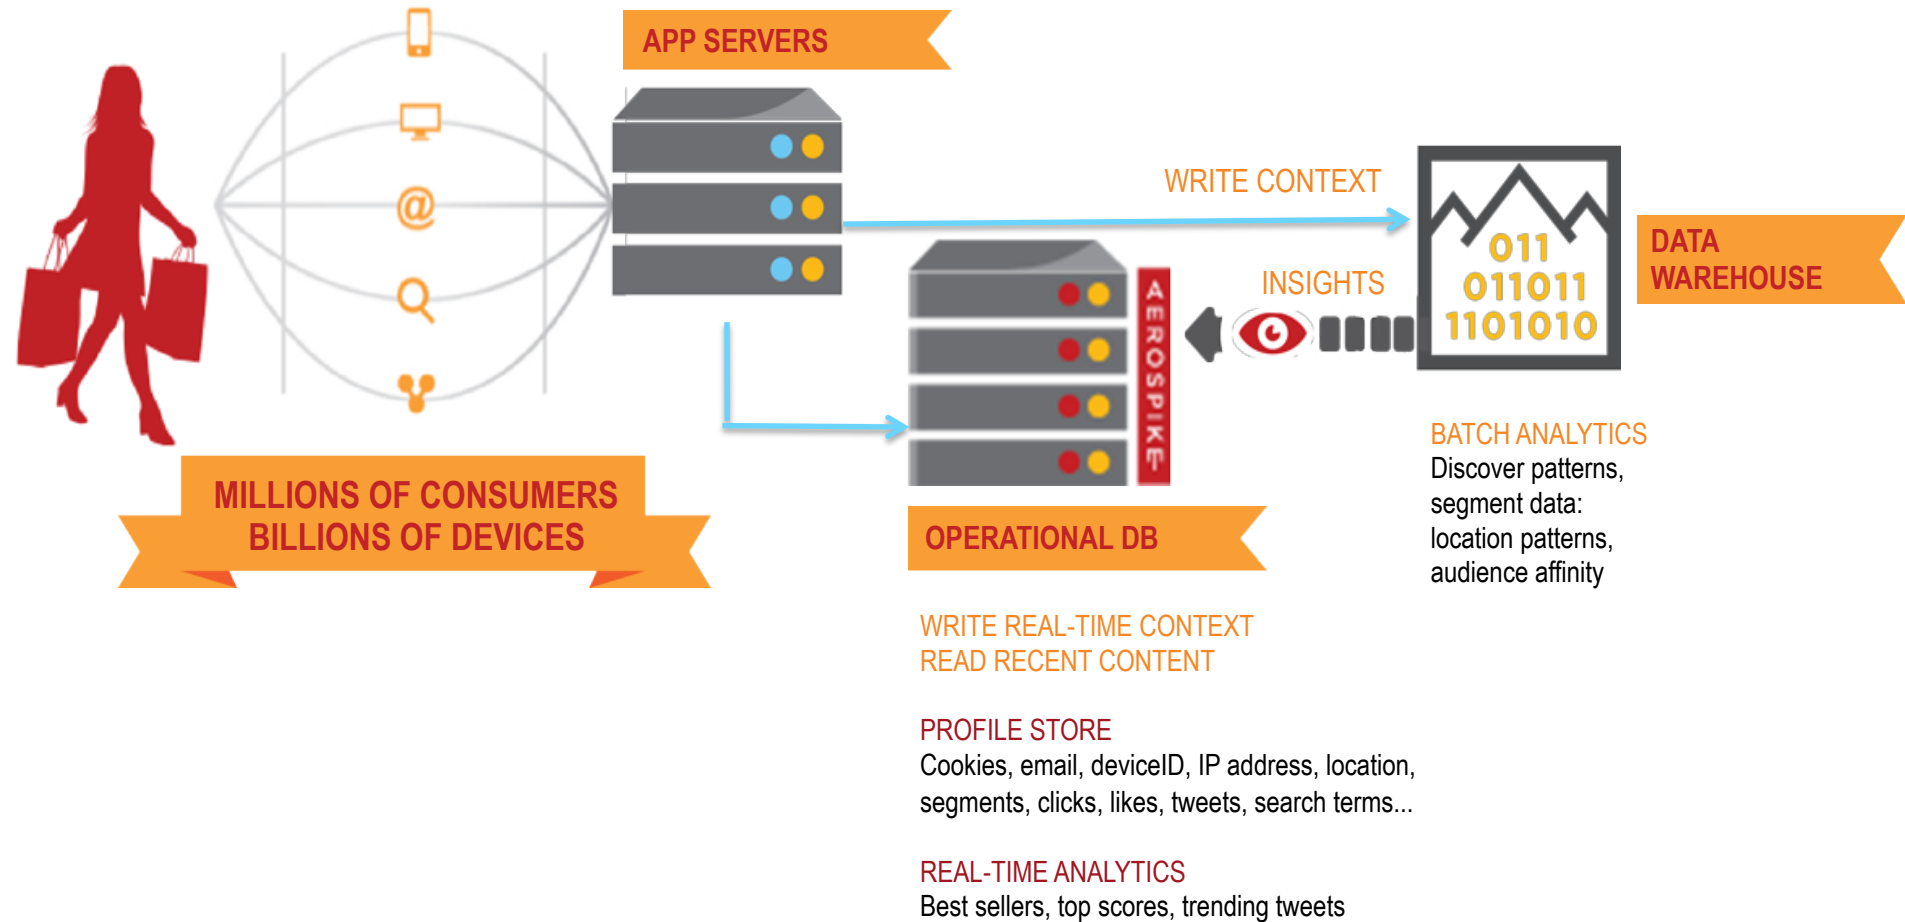 APP SERVERS
@
WRITE CONTEXT
011
011011
1101010
DATA
WAREHOUSE
INSIGHTS
AEROSPIKE
MILLIONS OF CONSUMERS
BILLIONS OF DEVICES
OPERATIONAL DB
BATCH ANALYTICS
Discover patterns,
segment data:
location patterns,
audience affinity
WRITE REAL-TIME CONTEXT
READ RECENT CONTENT
PROFILE STORE
Cookies, email, deviceID, IP address, location,
segments, clicks, likes, tweets, search terms...
REAL-TIME ANALYTICS
Best sellers, top scores, trending tweets